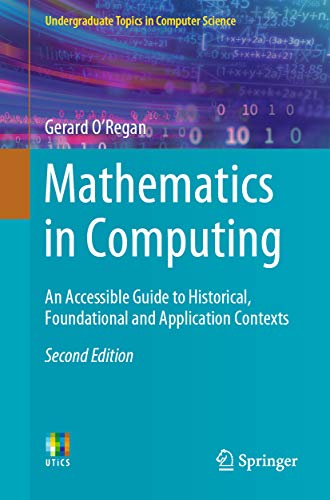 Undergraduate Topics in Computer Science
Gerard O'Regan
Mathematics
in Computing
An Accessible Guide to Historical,
Foundational and Application Contexts
Second Edition
UTiCS
Springer